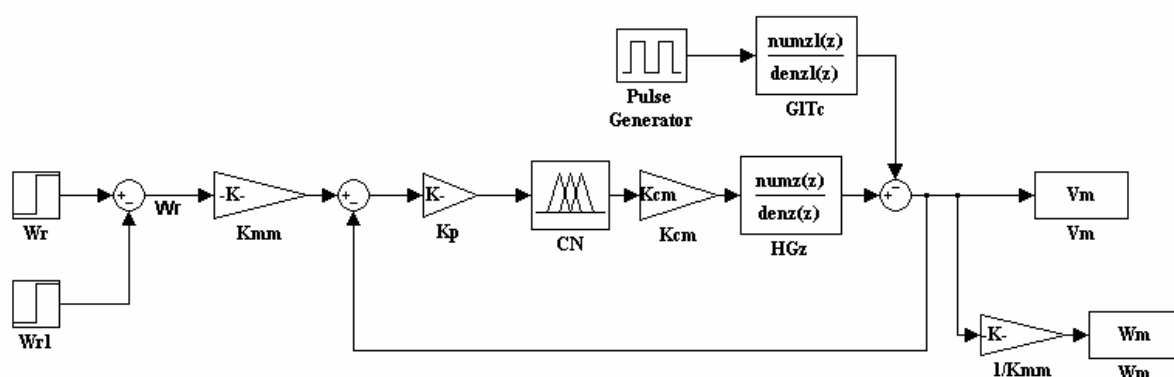 numzl(z)
denzl(z)
GlTc
Pulse
Generator
Wr
+
-
Wr
-K-
Kmm
+
-
K-
Kp
CN
Kcm
Kcm
numz(z)
denz(z)
HGz
-
+
Vm
Vm
Wrl
-K-
1/Kmm
Wm
Wm